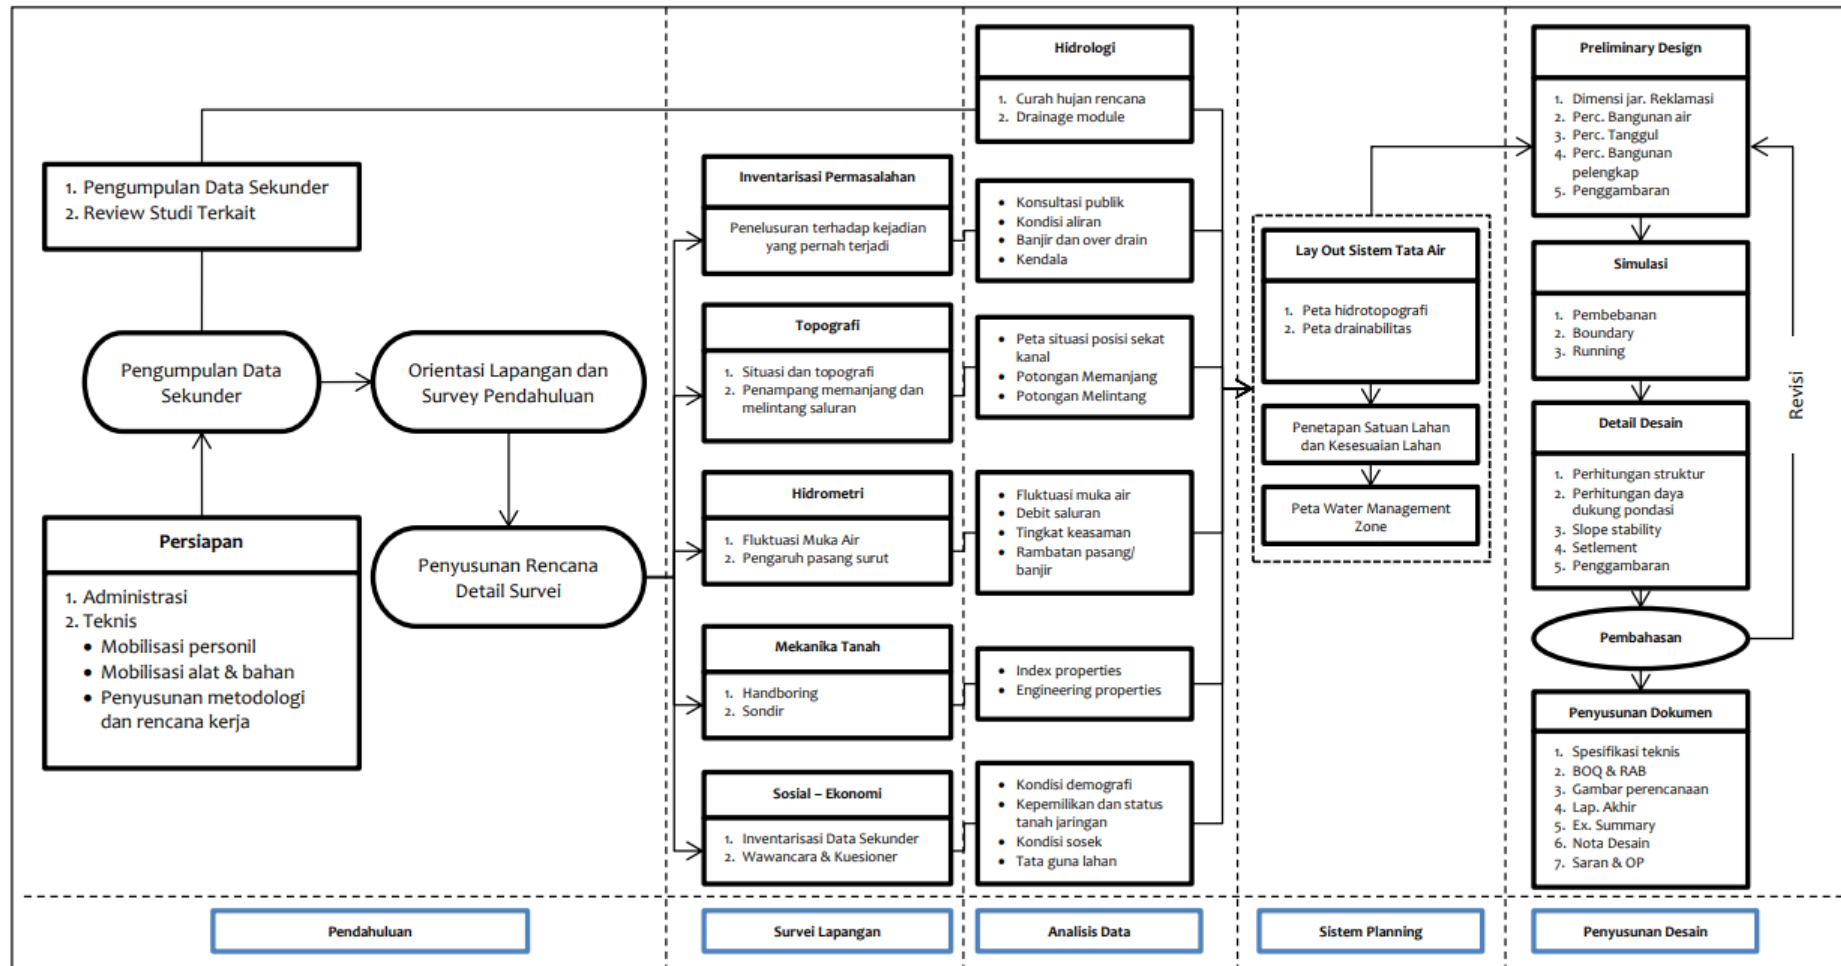 1. Pengumpulan Data Sekunder
2. Review Studi Terkait
Pengumpulan Data
Sekunder
Orientasi Lapangan dan
Survey Pendahuluan
Persiapan
1. Administrasi
2. Teknis
• Mobilisasi personil
• Mobilisasi alat & bahan
• Penyusunan metodologi
dan rencana kerja
Penyusunan Rencana
Detail Survei
Inventarisasi Permasalahan
Penelusuran terhadap kejadian
yang pernah terjadi
Topografi
1. Situasi dan topografi
2. Penampang memanjang dan
melintang saluran
Hidrometri
1. Fluktuasi Muka Air
2. Pengaruh pasang surut
Mekanika Tanah
1. Handboring
2. Sondir
Sosial – Ekonomi
1. Inventarisasi Data Sekunder
2. Wawancara & Kuesioner
Hidrologi
1. Curah hujan rencana
2. Drainage module
• Konsultasi publik
• Kondisi aliran
• Banjir dan over drain
• Kendala
• Peta situasi posisi sekat
kanal
• Potongan Memanjang
• Potongan Melintang
• Fluktuasi muka air
• Debit saluran
• Tingkat keasaman
• Rambatan pasang/
banjir
• Index properties
• Engineering properties
• Kondisi demografi
• Kepemilikan dan status
tanah jaringan
• Kondisi sosek
• Tata guna lahan
Lay Out Sistem Tata Air
1. Peta hidrotopografi
2. Peta drainabilitas
Penetapan Satuan Lahan
dan Kesesuaian Lahan
Peta Water Management
Zone
Preliminary Design
1. Dimensi jar. Reklamasi
2. Perc. Bangunan air
3. Perc. Tanggul
4. Perc. Bangunan
pelengkap
5. Penggambaran
Simulasi
1. Pembebanan
2. Boundary
3. Running
Detail Desain
1. Perhitungan struktur
2. Perhitungan daya
dukung pondasi
3. Slope stability
4. Setlement
5. Penggambaran
Pembahasan
Revisi
Penyusunan Dokumen
1. Spesifikasi teknis
2. BOQ & RAB
3. Gambar perencanaan
4. Lap. Akhir
5. Ex. Summary
6. Nota Desain
7. Saran & OP
Pendahuluan
Survei Lapangan
Analisis Data
Sistem Planning
Penyusunan Desain